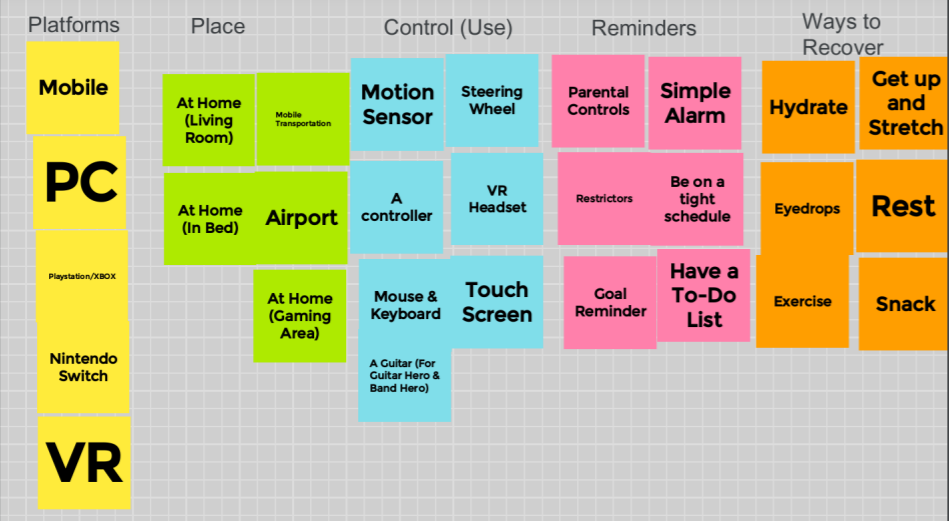 Platforms
Mobile
PC
Playstation/XBOX
Nintendo
Switch
VR
Place
At Home
(Living
Room)
Mobile
Transportation
At Home
(In Bed)
Airport
At Home
(Gaming
Area)
Control (Use)
Motion
Sensor
Steering
Wheel
A
controller
VR
Headset
Mouse &
Keyboard
Touch
Screen
A Guitar (For
Guitar Hero &
Band Hero)
Reminders
Parental
Controls
Simple
Alarm
Restrictors
Be on a
tight
schedule
Goal
Reminder
Have a
To-Do
List
Ways to
Recover
Hydrate
Get up
and
Stretch
Eyedrops
Rest
Exercise
Snack